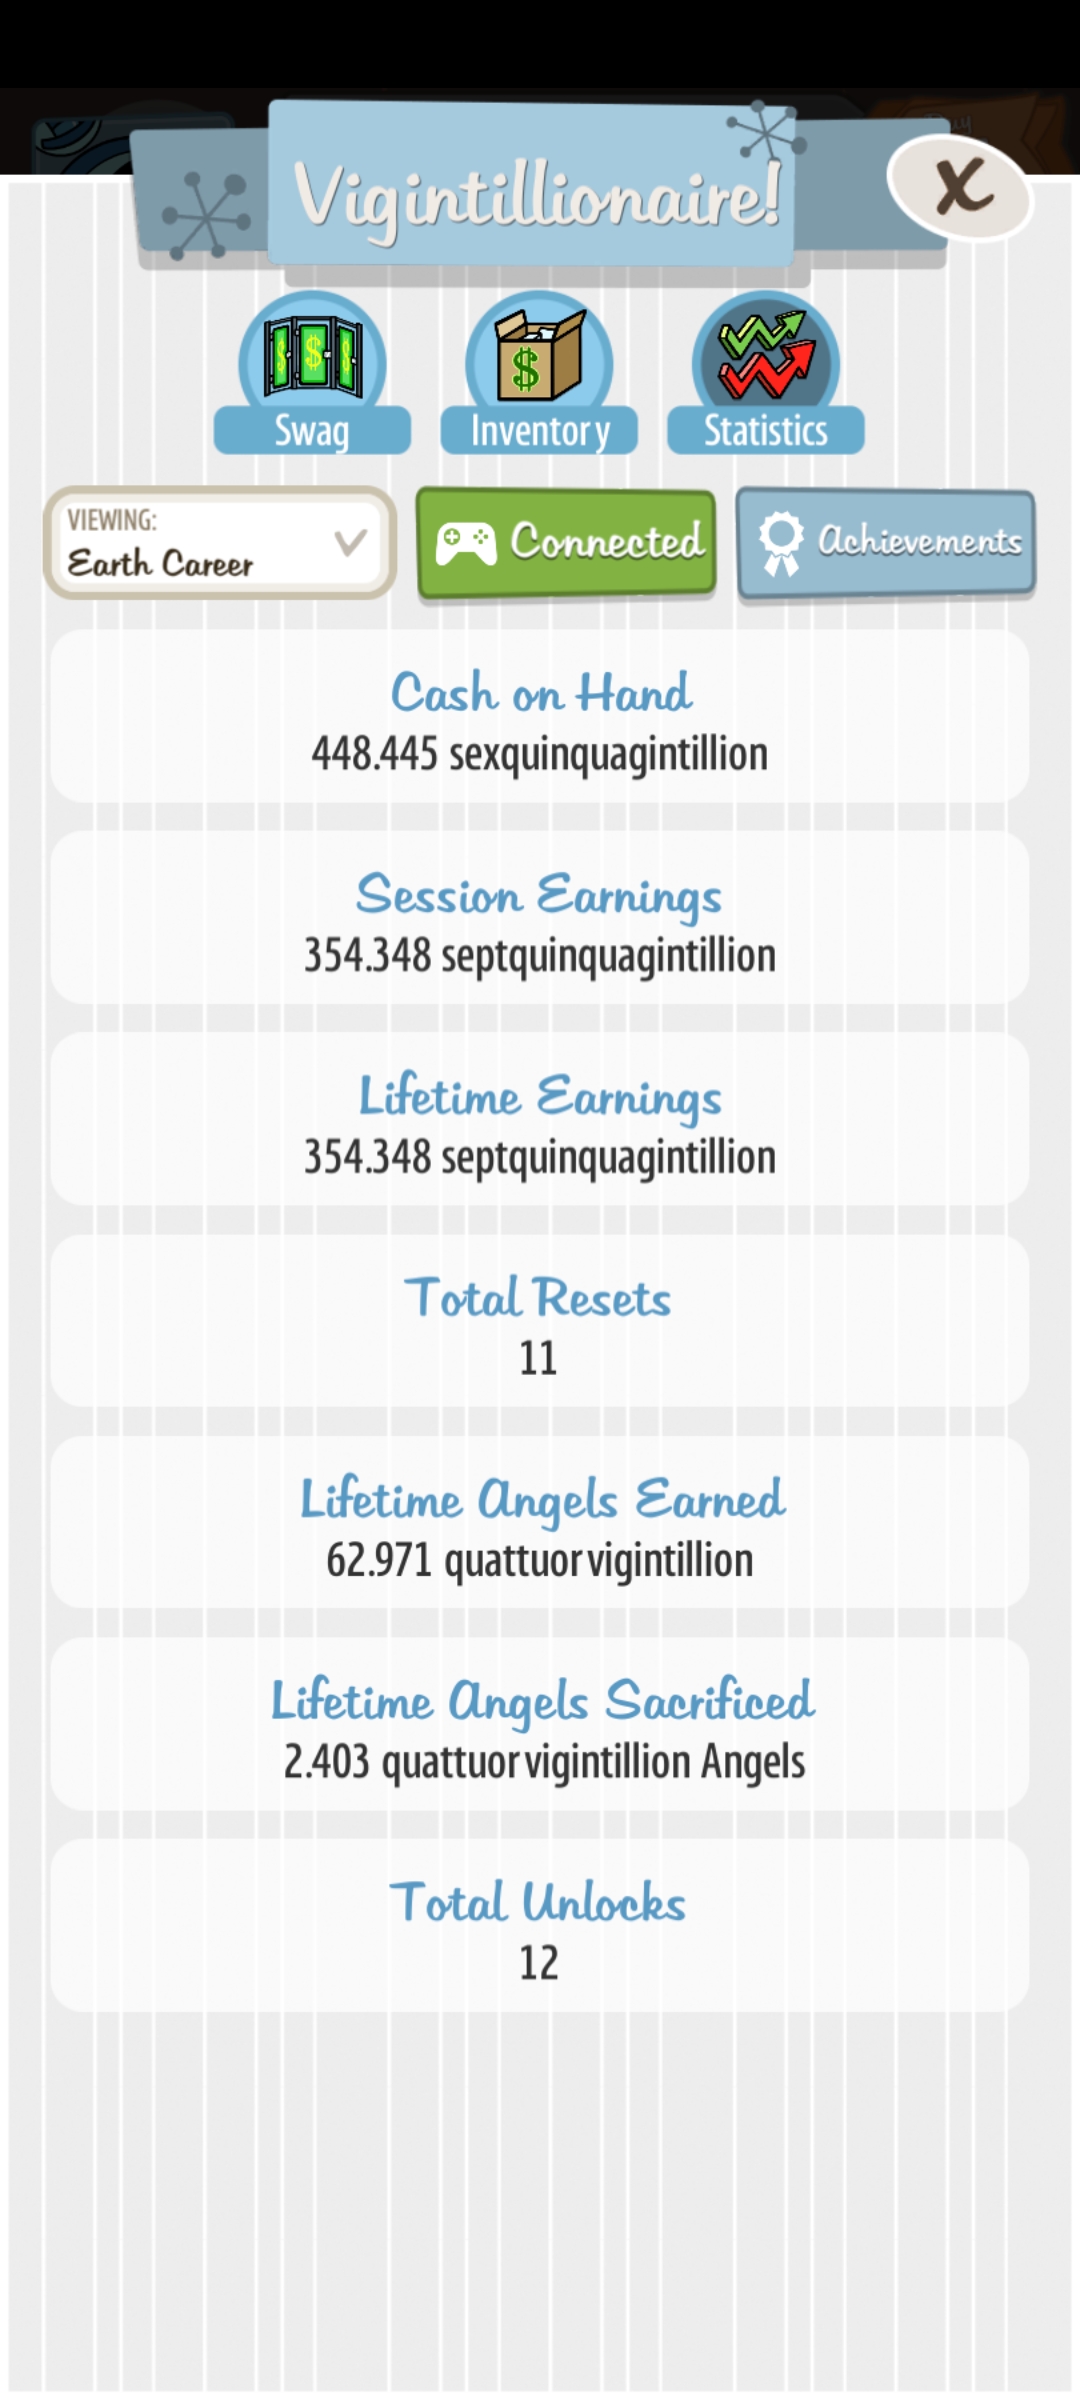 Vigintillionaire!
Swag
Inventory
Statistics
VIEWING:
Earth Career
Connected
Achievements
Cash on Hand
448.445 sexquinquagintillion
Session Earnings
354.348 septquinquagintillion
Lifetime Earnings
354.348 septquinquagintillion
Total Resets
11
Lifetime Angels Earned
62.971 quattuorvigintillion
Lifetime Angels Sacrificed
2.403 quattuorvigintillion Angels
Total Unlocks
12